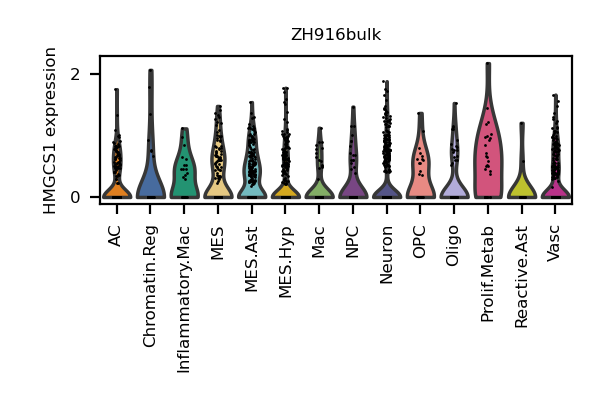 ZH916bulk
HMGCS1 expression
2
0
AC
Chromatin.Reg
Inflammatory.Mac
MES
MES.Ast
MES.Hyp
Mac
NPC
Neuron
OPC
Oligo
Prolif.Metab
Reactive.Ast
Vasc